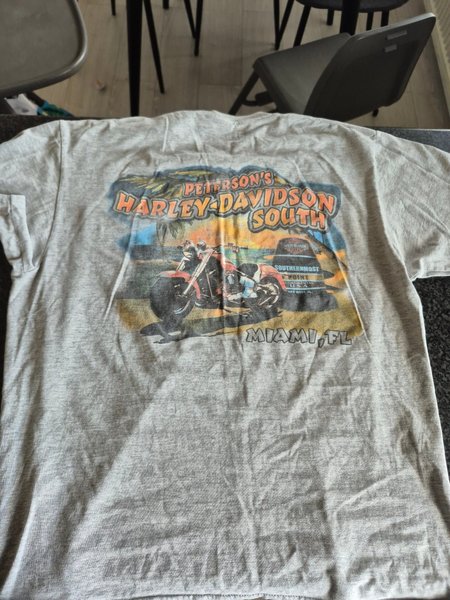 PETERSON'S
HARLEY-DAVIDSON
SOUTH
SOUTHERNMOST
POINT
U.S.A.
MIAMI, FL